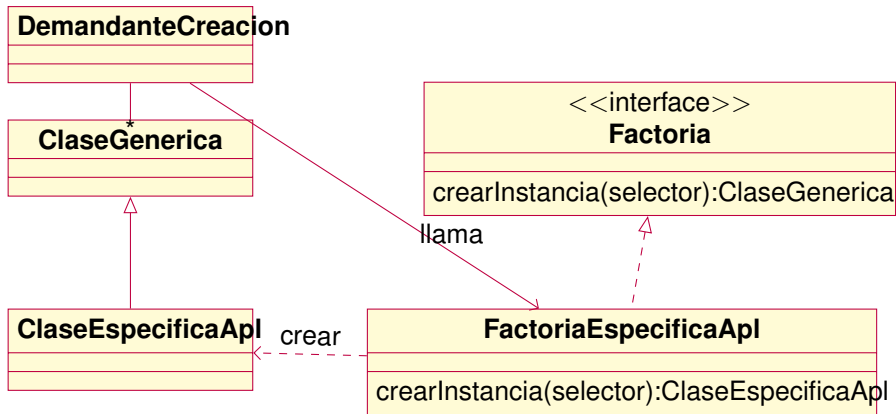 DemandanteCreacion
*
ClaseGenerica
<<interface>>
Factoria
crearInstancia(selector):ClaseGenerica
llama
ClaseEspecificaApl
crear
FactoriaEspecificaApl
crearInstancia(selector):ClaseEspecificaApl